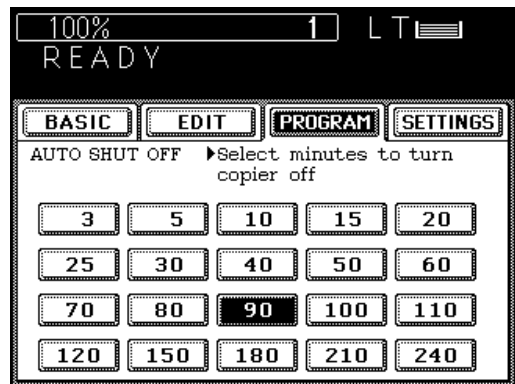 100% 1 LT
READY
BASIC EDIT PROGRAM SETTINGS
AUTO SHUT OFF ▶Select minutes to turn
copier off
3 5 10 15 20
25 30 40 50 60
70 80 90 100 110
120 150 180 210 240